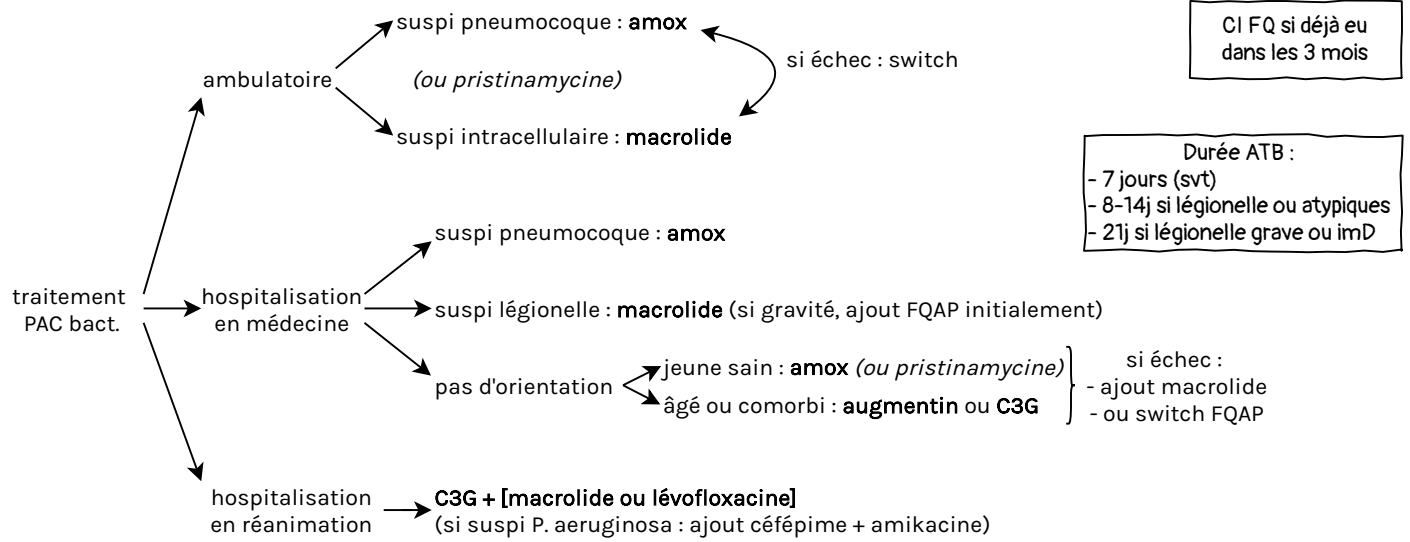 suspi pneumocoque : amox
(ou pristinamycine)
suspi intracellulaire : macrolide
ambulatoire
si échec : switch
CI FQ si déjà eu
dans les 3 mois
Durée ATB :
- 7 jours (svt)
- 8-14j si légionelle ou atypiques
- 21j si légionelle grave ou imD
traitement
PAC bact.
hospitalisation
en médecine
suspi pneumocoque : amox
suspi légionelle : macrolide (si gravité, ajout FQAP initialement)
pas d'orientation
jeune sain : amox (ou pristinamycine)
âgé ou comorbi : augmentin ou C3G
si échec :
- ajout macrolide
- ou switch FQAP
hospitalisation
en réanimation
C3G + [macrolide ou lévofloxacine]
(si suspi P. aeruginosa : ajout céfépime + amikacine)